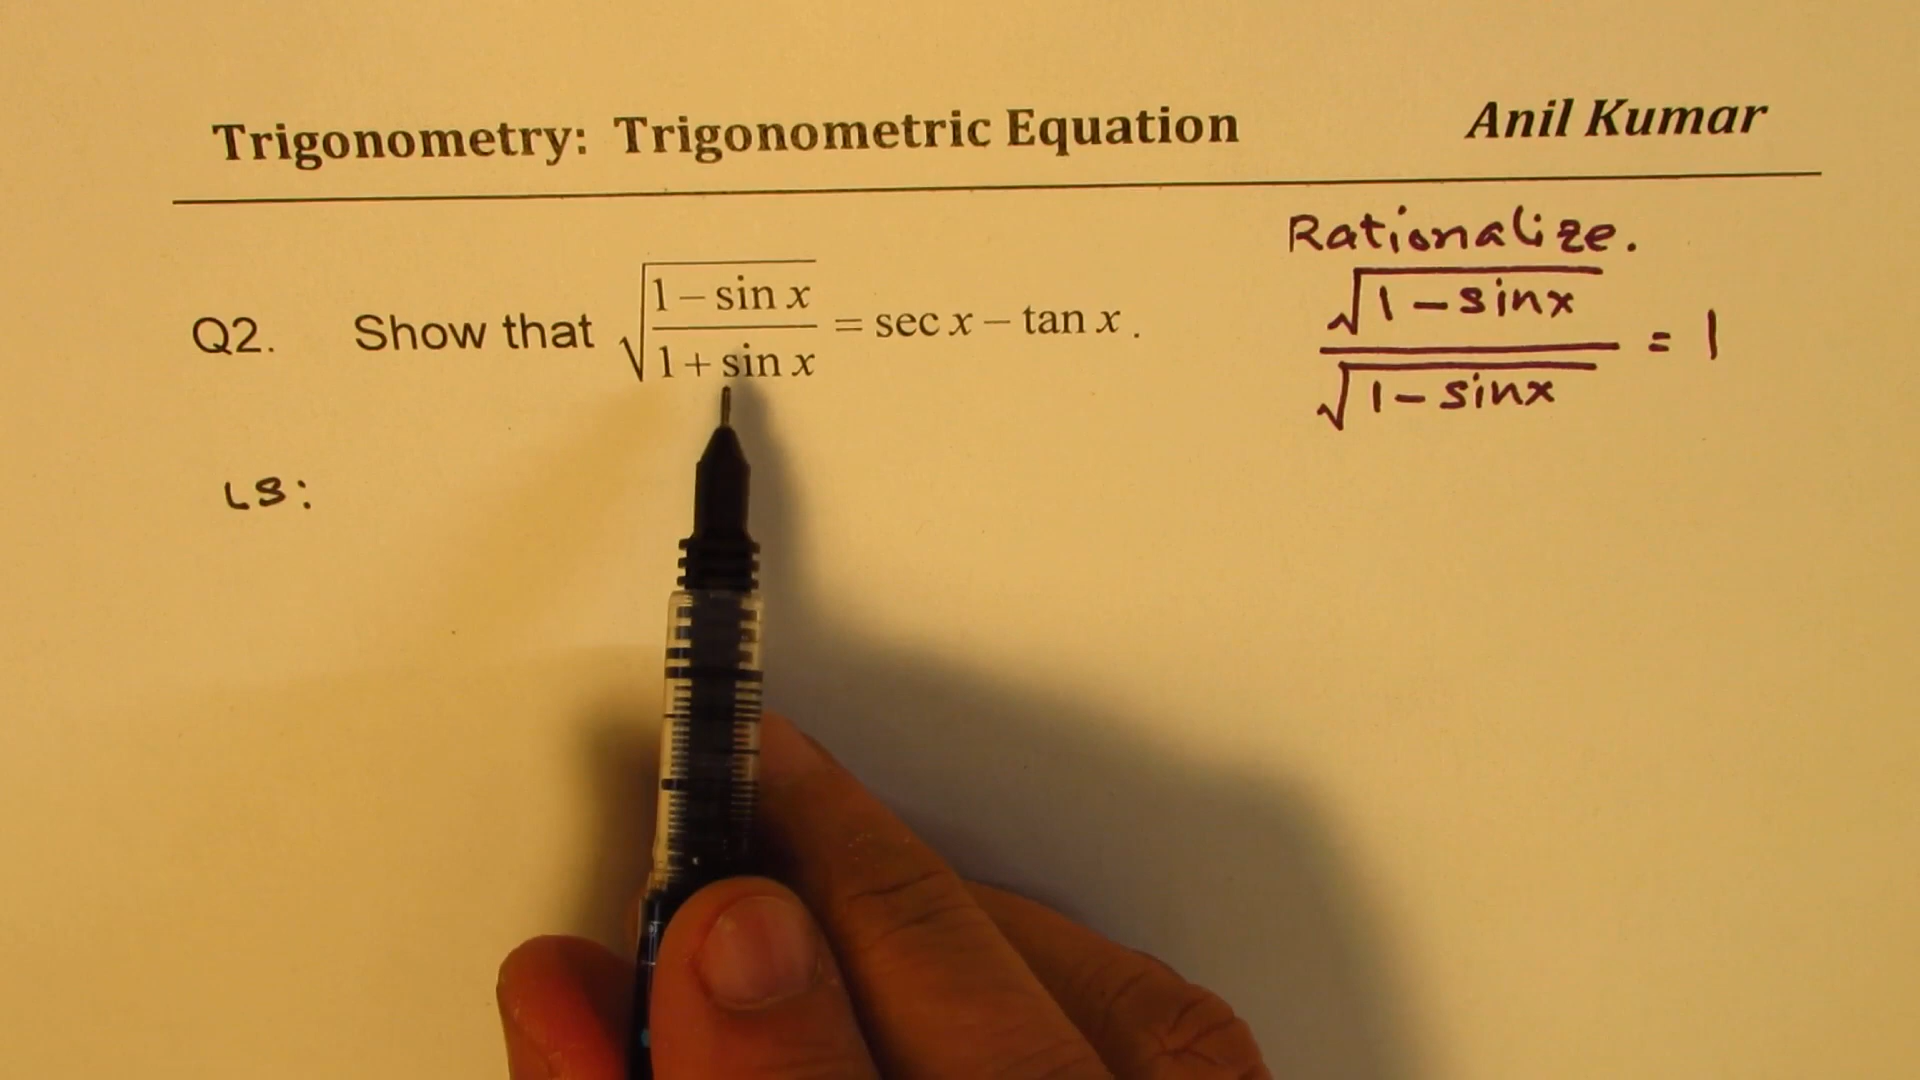 Trigonometry: Trigonometric Equation Anil Kumar
Q2. Show that √((1 − sin x)/(1 + sin x)) = sec x − tan x .
Rationalize.
√(1 − sinx)/√(1 − sinx) = 1
LS: